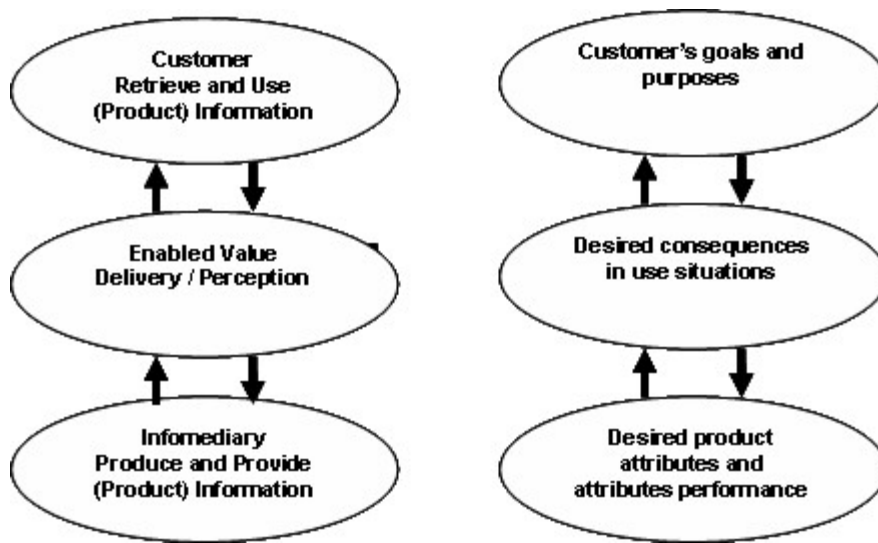 Customer
Retrieve and Use
(Product) Information
Enabled Value
Delivery / Perception
Infomediary
Produce and Provide
(Product) Information
Customer's goals and
purposes
Desired consequences
in use situations
Desired product
attributes and
attributes performance